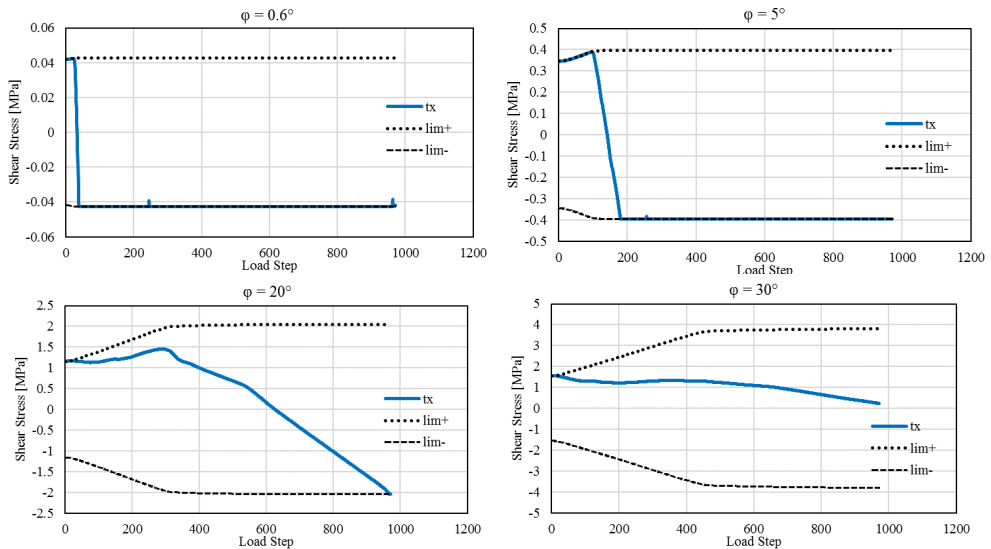 φ = 0.6°
Shear Stress [MPa]
0.06
0.04
0.02
0
-0.02
-0.04
-0.06
0 200 400 600 800 1000 1200
Load Step
tx
lim+
lim-
φ = 5°
Shear Stress [MPa]
0.5
0.4
0.3
0.2
0.1
0
-0.1
-0.2
-0.3
-0.4
-0.5
0 200 400 600 800 1000 1200
Load Step
tx
lim+
lim-
φ = 20°
Shear Stress [MPa]
2.5
2
1.5
1
0.5
0
-0.5
-1
-1.5
-2
-2.5
0 200 400 600 800 1000 1200
Load Step
tx
lim+
lim-
φ = 30°
Shear Stress [MPa]
5
4
3
2
1
0
-1
-2
-3
-4
-5
0 200 400 600 800 1000 1200
Load Step
tx
lim+
lim-